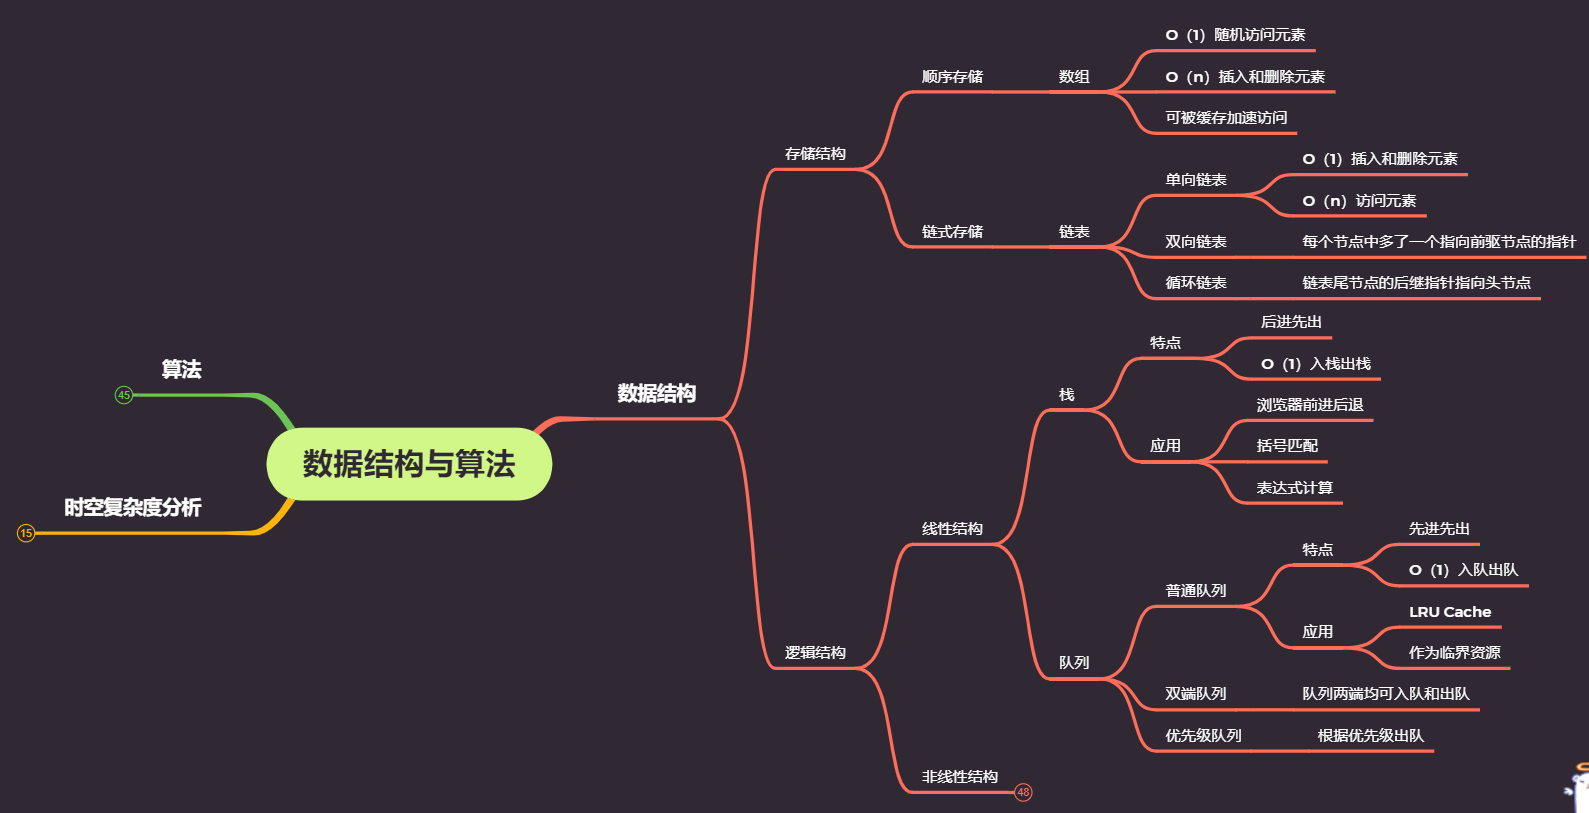 数据结构与算法
算法
45
时空复杂度分析
15
数据结构
存储结构
顺序存储
数组
O（1）随机访问元素
O（n）插入和删除元素
可被缓存加速访问
链式存储
链表
单向链表
O（1）插入和删除元素
O（n）访问元素
双向链表
每个节点中多了一个指向前驱节点的指针
循环链表
链表尾节点的后继指针指向头节点
逻辑结构
线性结构
栈
特点
后进先出
O（1）入栈出栈
应用
浏览器前进后退
括号匹配
表达式计算
队列
普通队列
特点
先进先出
O（1）入队出队
应用
LRU Cache
作为临界资源
双端队列
队列两端均可入队和出队
优先级队列
根据优先级出队
非线性结构
48